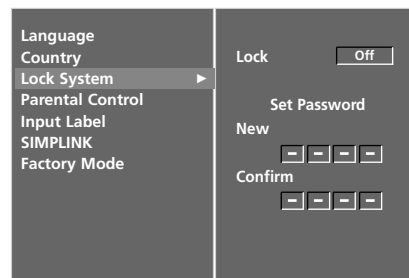 Language
Country
Lock System ►
Parental Control
Input Label
SIMPLINK
Factory Mode
Lock Off
Set Password
New
– – – –
Confirm
– – – –